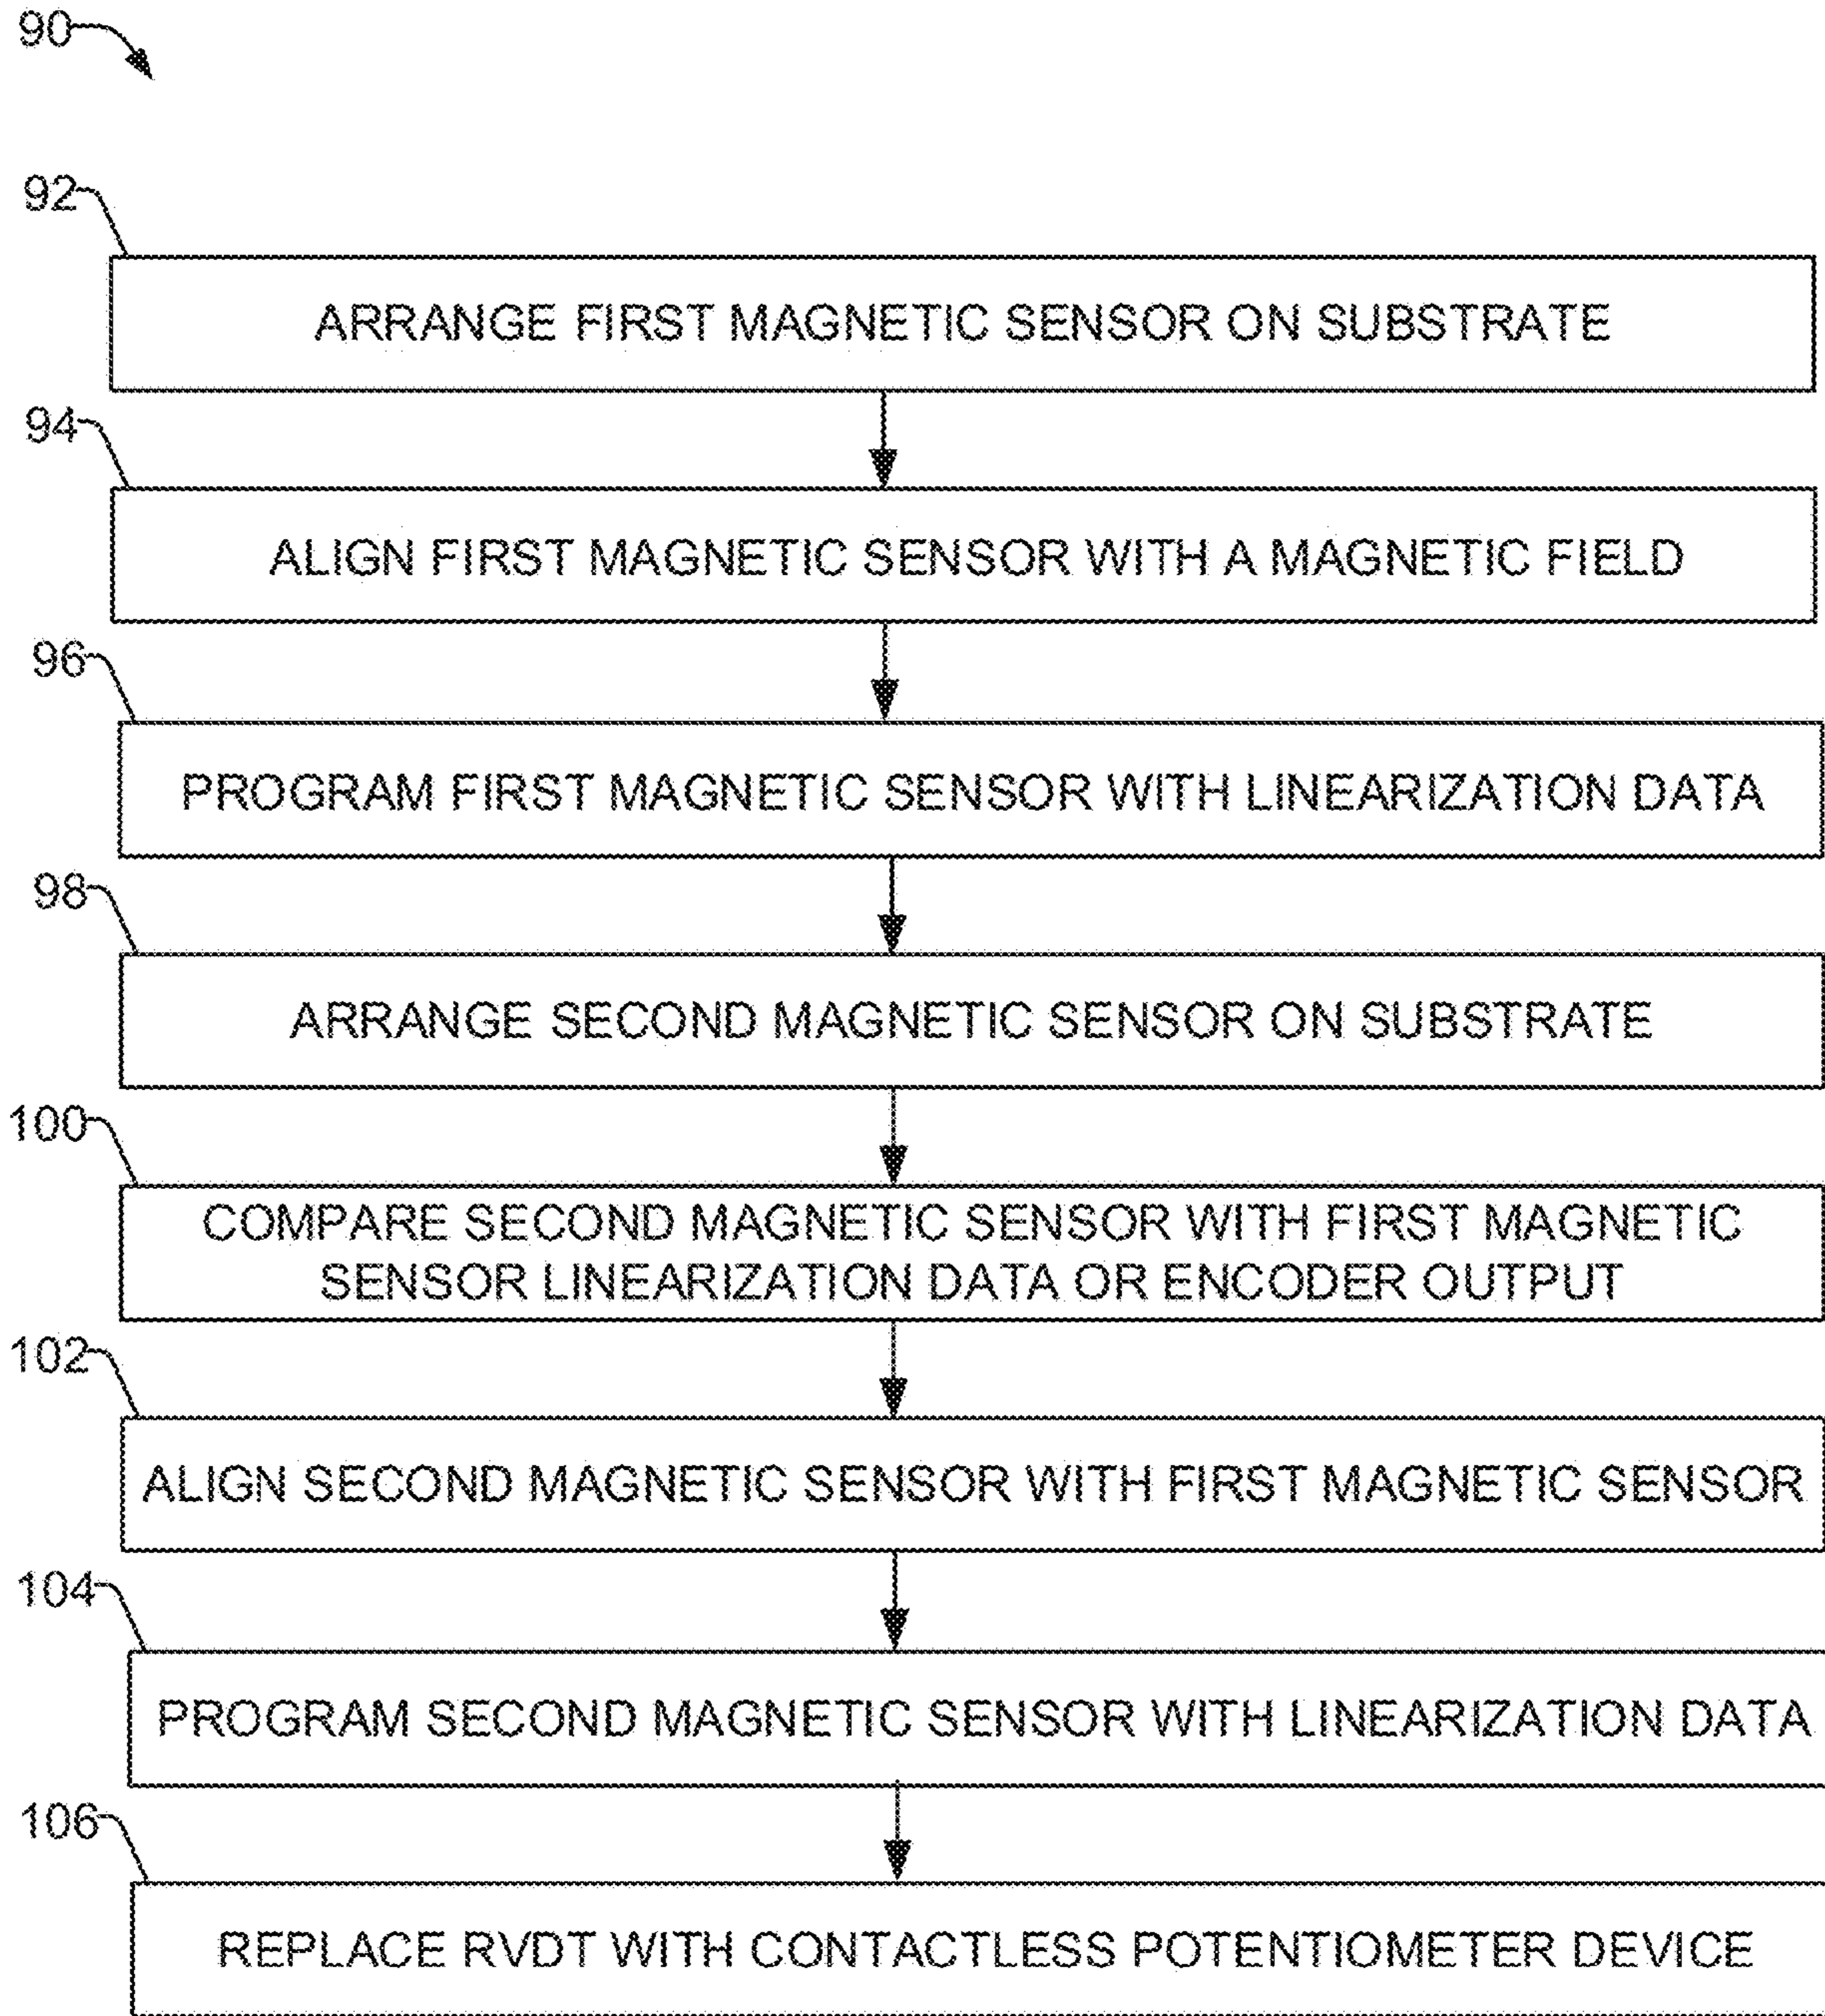 90
92
ARRANGE FIRST MAGNETIC SENSOR ON SUBSTRATE
94
ALIGN FIRST MAGNETIC SENSOR WITH A MAGNETIC FIELD
96
PROGRAM FIRST MAGNETIC SENSOR WITH LINEARIZATION DATA
98
ARRANGE SECOND MAGNETIC SENSOR ON SUBSTRATE
100
COMPARE SECOND MAGNETIC SENSOR WITH FIRST MAGNETIC
SENSOR LINEARIZATION DATA OR ENCODER OUTPUT
102
ALIGN SECOND MAGNETIC SENSOR WITH FIRST MAGNETIC SENSOR
104
PROGRAM SECOND MAGNETIC SENSOR WITH LINEARIZATION DATA
106
REPLACE RVDT WITH CONTACTLESS POTENTIOMETER DEVICE